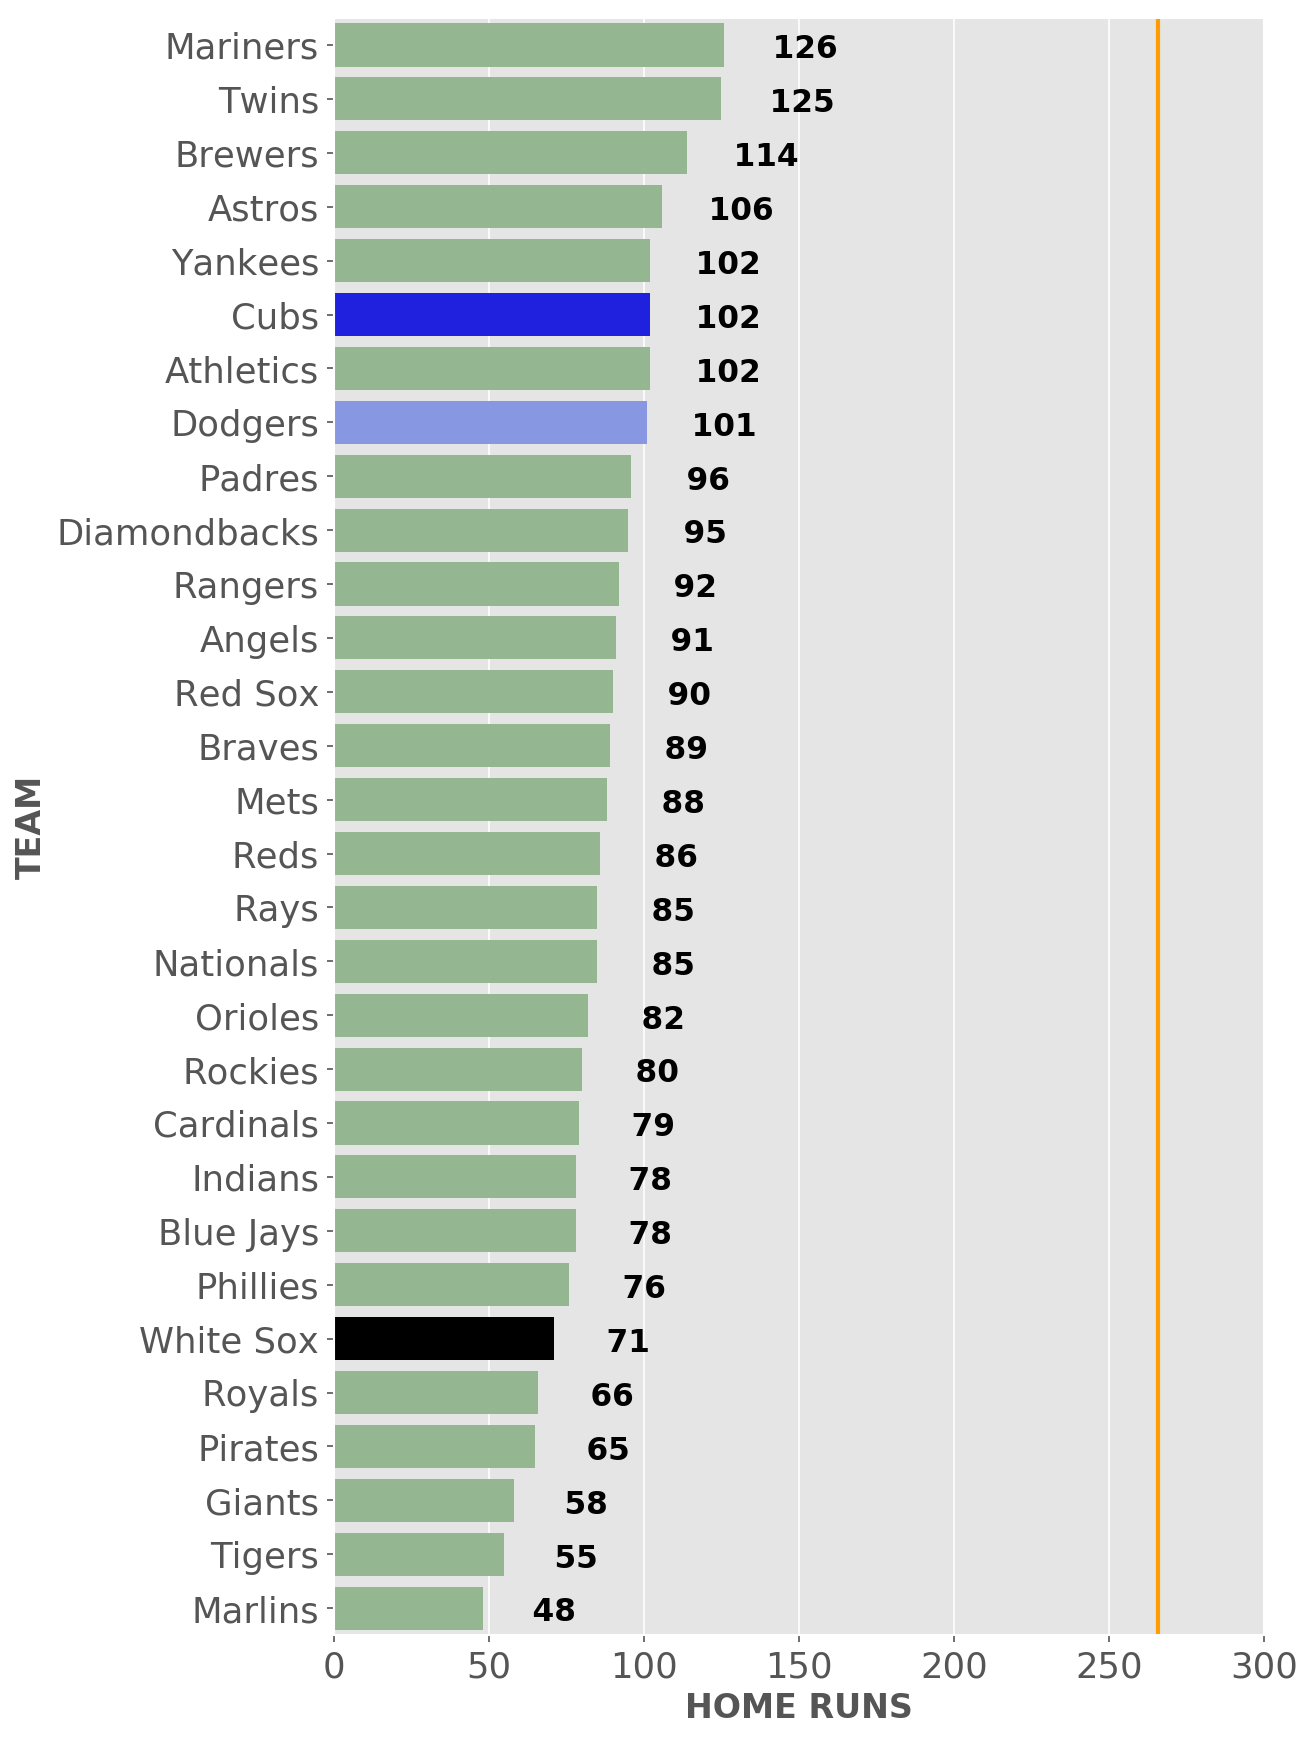 Mariners 126
Twins 125
Brewers 114
Astros 106
Yankees 102
Cubs 102
Athletics 102
Dodgers 101
Padres 96
Diamondbacks 95
Rangers 92
Angels 91
Red Sox 90
Braves 89
Mets 88
Reds 86
Rays 85
Nationals 85
Orioles 82
Rockies 80
Cardinals 79
Indians 78
Blue Jays 78
Phillies 76
White Sox 71
Royals 66
Pirates 65
Giants 58
Tigers 55
Marlins 48
TEAM
0 50 100 150 200 250 300
HOME RUNS